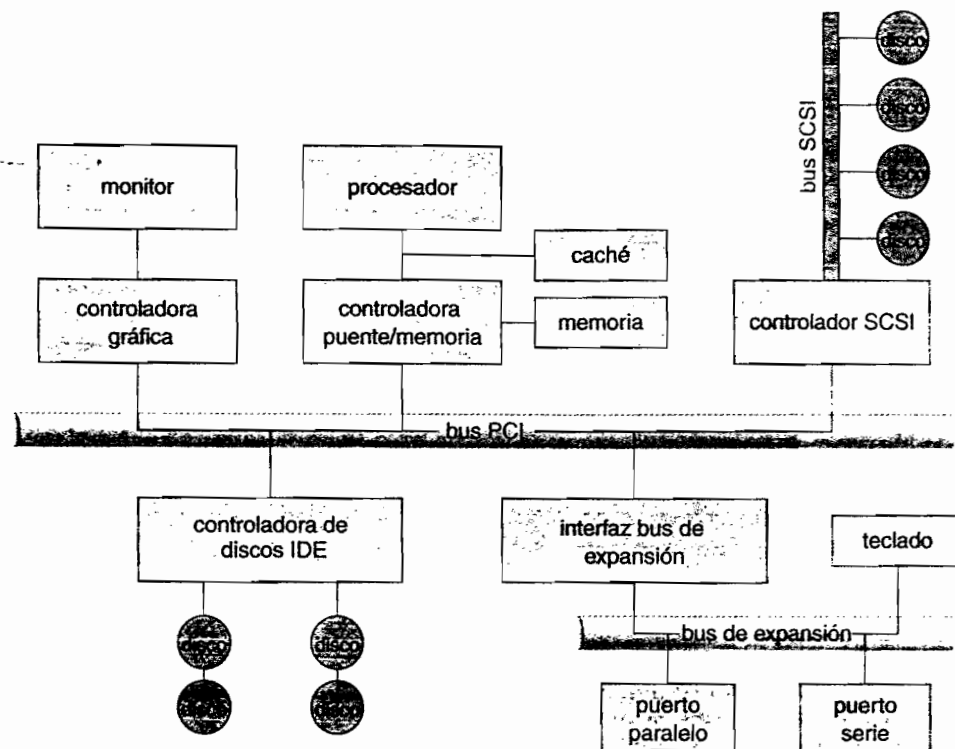 disco
disco
disco
disco
bus SCSI
monitor
procesador
caché
controladora
gráfica
controladora
puente/memoria
memoria
controlador SCSI
bus PCI
controladora de
discos IDE
interfaz bus de
expansión
teclado
disco
disco
disco
disco
bus de expansión
puerto
paralelo
puerto
serie